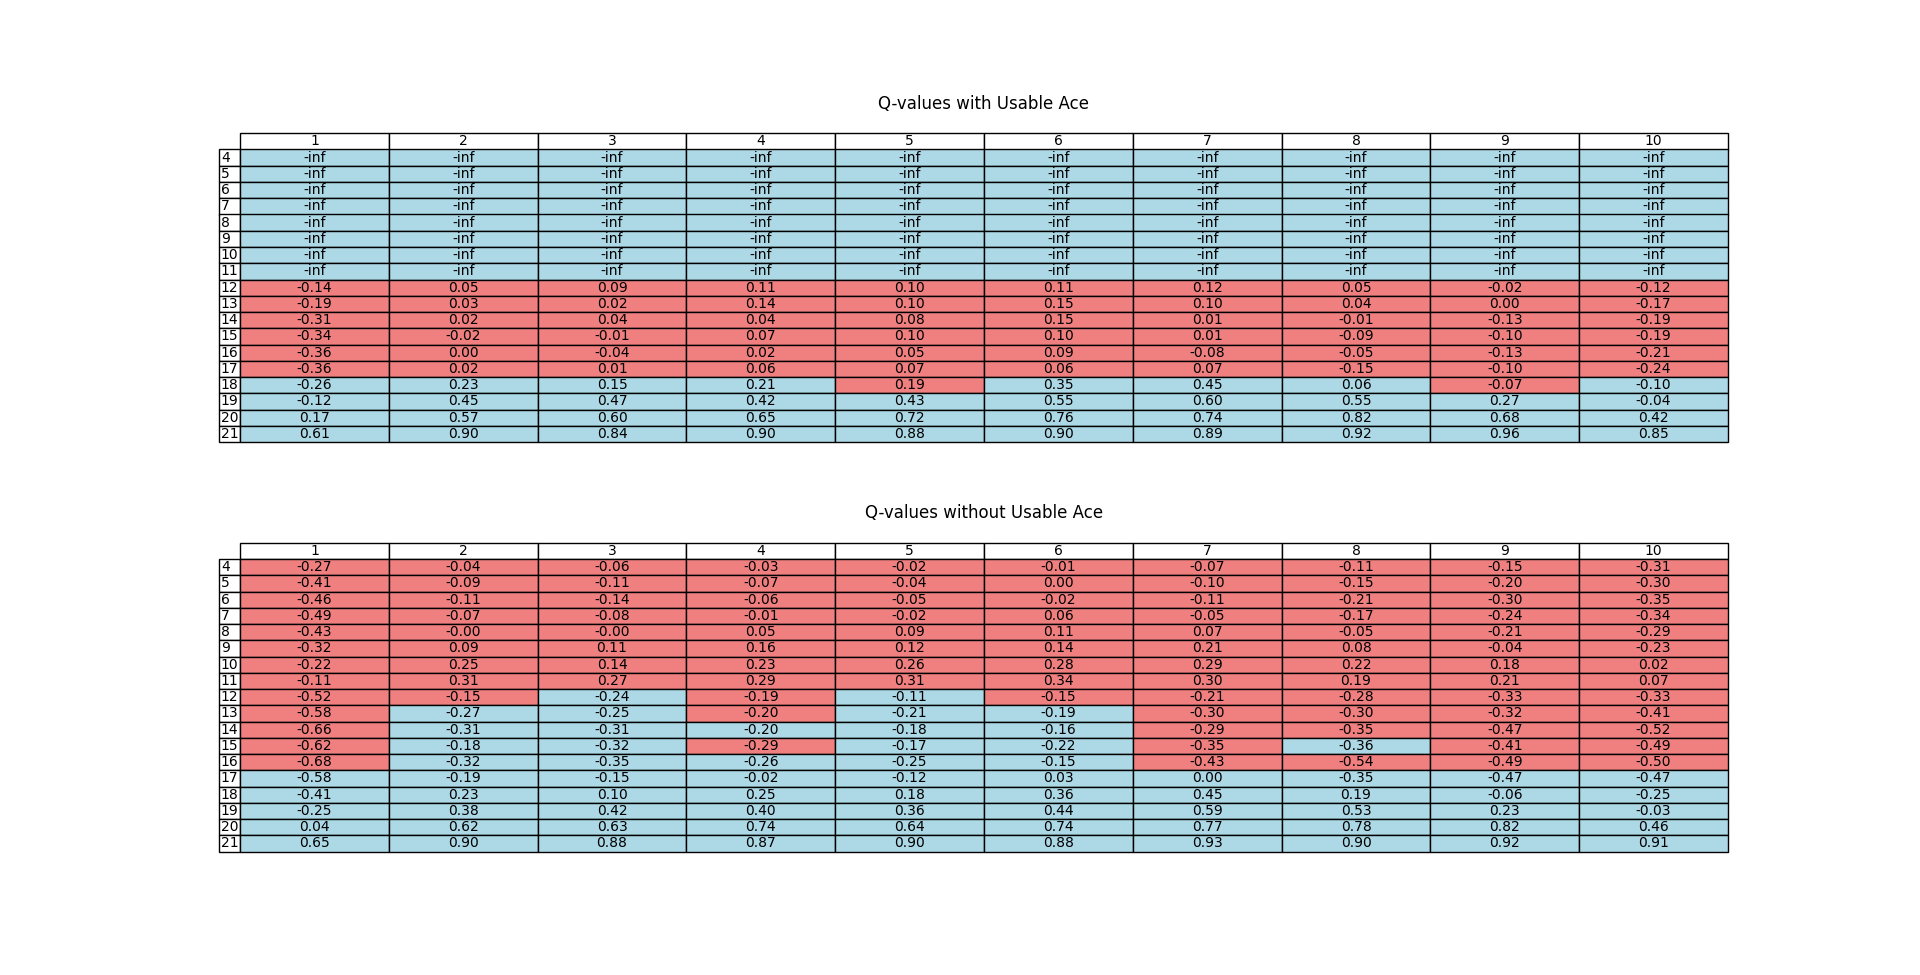 Q-values with Usable Ace
1 2 3 4 5 6 7 8 9 10
4 -inf -inf -inf -inf -inf -inf -inf -inf -inf -inf
5 -inf -inf -inf -inf -inf -inf -inf -inf -inf -inf
6 -inf -inf -inf -inf -inf -inf -inf -inf -inf -inf
7 -inf -inf -inf -inf -inf -inf -inf -inf -inf -inf
8 -inf -inf -inf -inf -inf -inf -inf -inf -inf -inf
9 -inf -inf -inf -inf -inf -inf -inf -inf -inf -inf
10 -inf -inf -inf -inf -inf -inf -inf -inf -inf -inf
11 -inf -inf -inf -inf -inf -inf -inf -inf -inf -inf
12 -0.14 0.05 0.09 0.11 0.10 0.11 0.12 0.05 -0.02 -0.12
13 -0.19 0.03 0.02 0.14 0.10 0.15 0.10 0.04 0.00 -0.17
14 -0.31 0.02 0.04 0.04 0.08 0.15 0.01 -0.01 -0.13 -0.19
15 -0.34 -0.02 -0.01 0.07 0.10 0.10 0.01 -0.09 -0.10 -0.19
16 -0.36 0.00 -0.04 0.02 0.05 0.09 -0.08 -0.05 -0.13 -0.21
17 -0.36 0.02 0.01 0.06 0.07 0.06 0.07 -0.15 -0.10 -0.24
18 -0.26 0.23 0.15 0.21 0.19 0.35 0.45 0.06 -0.07 -0.10
19 -0.12 0.45 0.47 0.42 0.43 0.55 0.60 0.55 0.27 -0.04
20 0.17 0.57 0.60 0.65 0.72 0.76 0.74 0.82 0.68 0.42
21 0.61 0.90 0.84 0.90 0.88 0.90 0.89 0.92 0.96 0.85
Q-values without Usable Ace
1 2 3 4 5 6 7 8 9 10
4 -0.27 -0.04 -0.06 -0.03 -0.02 -0.01 -0.07 -0.11 -0.15 -0.31
5 -0.41 -0.09 -0.11 -0.07 -0.04 0.00 -0.10 -0.15 -0.20 -0.30
6 -0.46 -0.11 -0.14 -0.06 -0.05 -0.02 -0.11 -0.21 -0.30 -0.35
7 -0.49 -0.07 -0.08 -0.01 -0.02 0.06 -0.05 -0.17 -0.24 -0.34
8 -0.43 -0.00 -0.00 0.05 0.09 0.11 0.07 -0.05 -0.21 -0.29
9 -0.32 0.09 0.11 0.16 0.12 0.14 0.21 0.08 -0.04 -0.23
10 -0.22 0.25 0.14 0.23 0.26 0.28 0.29 0.22 0.18 0.02
11 -0.11 0.31 0.27 0.29 0.31 0.34 0.30 0.19 0.21 0.07
12 -0.52 -0.15 -0.24 -0.19 -0.11 -0.15 -0.21 -0.28 -0.33 -0.33
13 -0.58 -0.27 -0.25 -0.20 -0.21 -0.19 -0.30 -0.30 -0.32 -0.41
14 -0.66 -0.31 -0.31 -0.20 -0.18 -0.16 -0.29 -0.35 -0.47 -0.52
15 -0.62 -0.18 -0.32 -0.29 -0.17 -0.22 -0.35 -0.36 -0.41 -0.49
16 -0.68 -0.32 -0.35 -0.26 -0.25 -0.15 -0.43 -0.54 -0.49 -0.50
17 -0.58 -0.19 -0.15 -0.02 -0.12 0.03 0.00 -0.35 -0.47 -0.47
18 -0.41 0.23 0.10 0.25 0.18 0.36 0.45 0.19 -0.06 -0.25
19 -0.25 0.38 0.42 0.40 0.36 0.44 0.59 0.53 0.23 -0.03
20 0.04 0.62 0.63 0.74 0.64 0.74 0.77 0.78 0.82 0.46
21 0.65 0.90 0.88 0.87 0.90 0.88 0.93 0.90 0.92 0.91